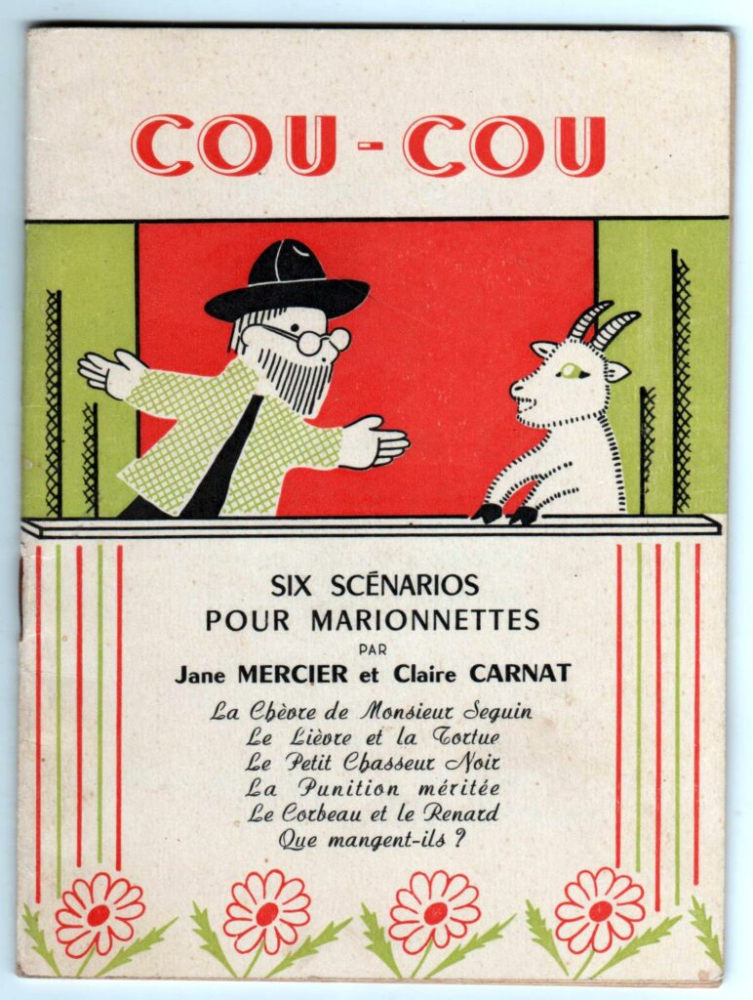 COU - COU
SIX SCÉNARIOS
POUR MARIONNETTES
PAR
Jane MERCIER et Claire CARNAT
La Chèvre de Monsieur Seguin
Le Lièvre et la Tortue
Le Petit Chasseur Noir
La Punition méritée
Le Corbeau et le Renard
Que mangent-ils ?